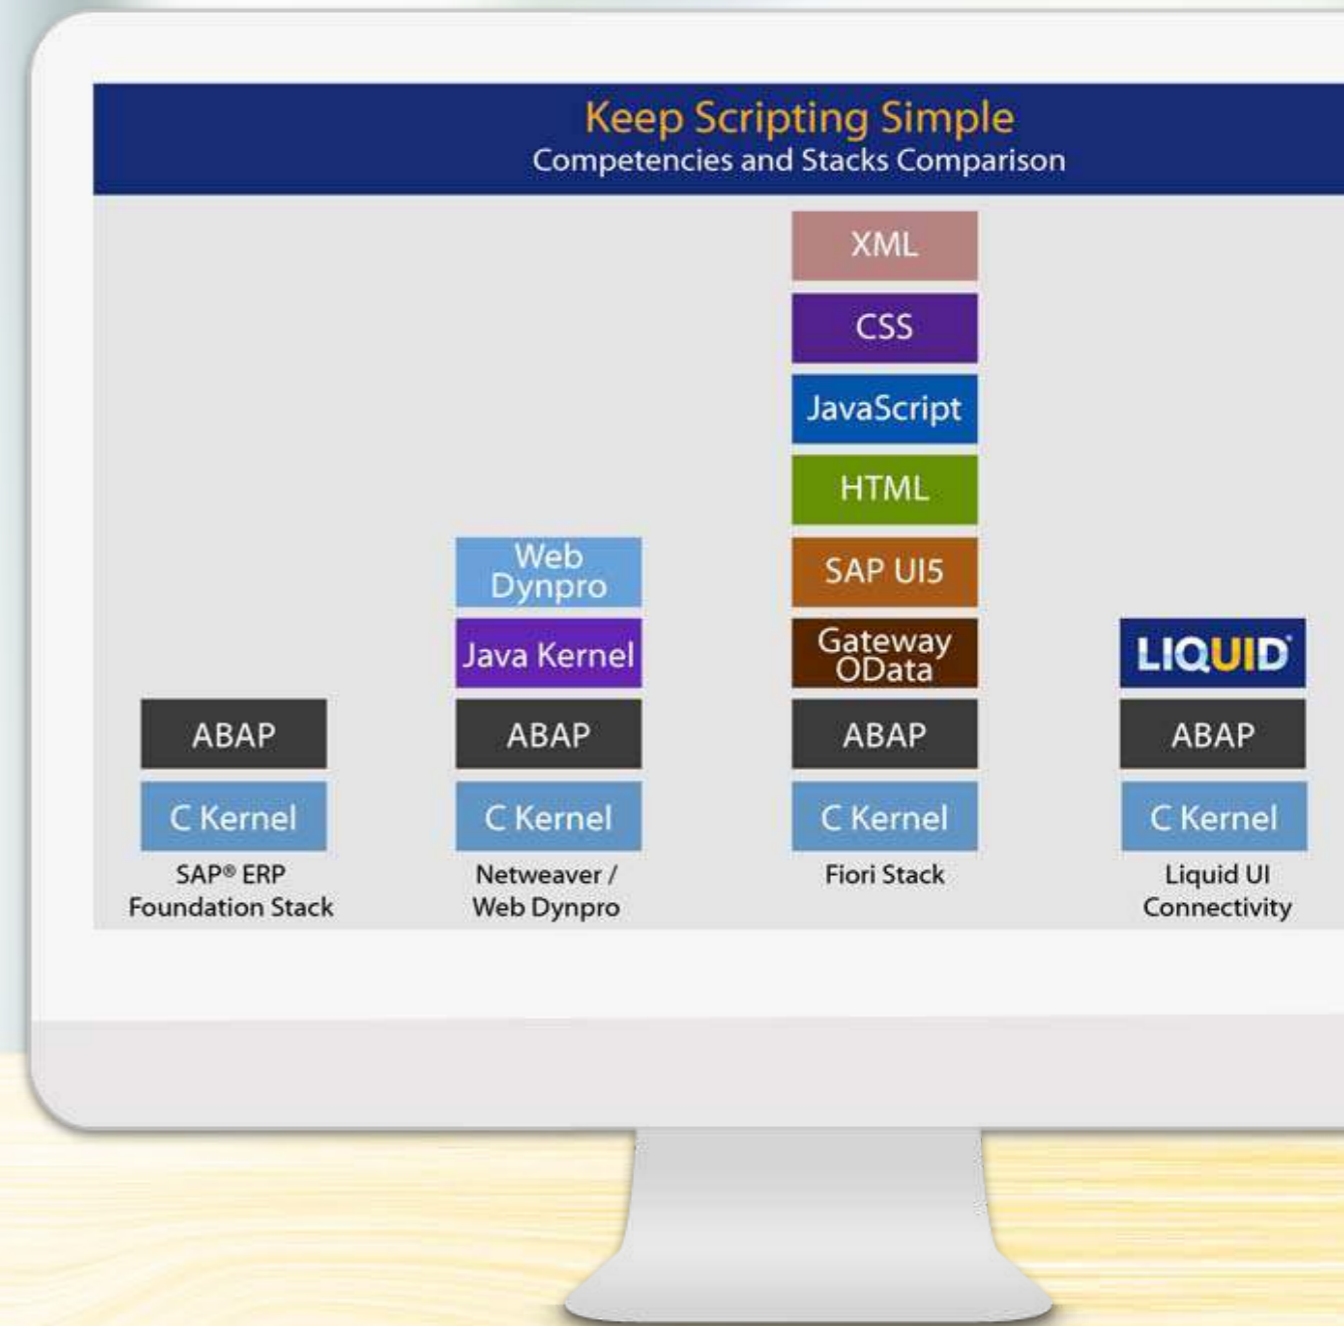 Keep Scripting Simple
Competencies and Stacks Comparison
XML
CSS
JavaScript
HTML
SAP UI5
Gateway
OData
ABAP
C Kernel
Fiori Stack
Web
Dynpro
Java Kernel
ABAP
C Kernel
Netweaver /
Web Dynpro
ABAP
C Kernel
SAP® ERP
Foundation Stack
LIQUID®
ABAP
C Kernel
Liquid UI
Connectivity